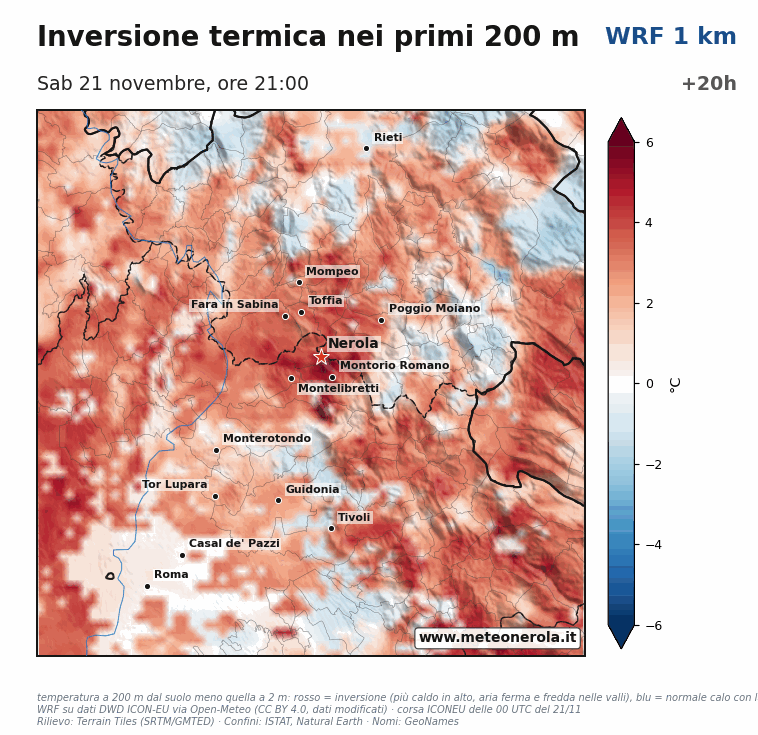 Inversione termica nei primi 200 m WRF 1 km
Sab 21 novembre, ore 21:00 +20h
Rieti
Mompeo
Fara in Sabina Toffia
Poggio Moiano
Nerola
Montorio Romano
Montelibretti
Monterotondo
Tor Lupara Guidonia
Tivoli
Casal de' Pazzi
Roma
6
4
2
0
−2
−4
−6
°C
www.meteonerola.it
temperatura a 200 m dal suolo meno quella a 2 m: rosso = inversione (più caldo in alto, aria ferma e fredda nelle valli), blu = normale calo con l
WRF su dati DWD ICON-EU via Open-Meteo (CC BY 4.0, dati modificati) · corsa ICONEU delle 00 UTC del 21/11
Rilievo: Terrain Tiles (SRTM/GMTED) · Confini: ISTAT, Natural Earth · Nomi: GeoNames